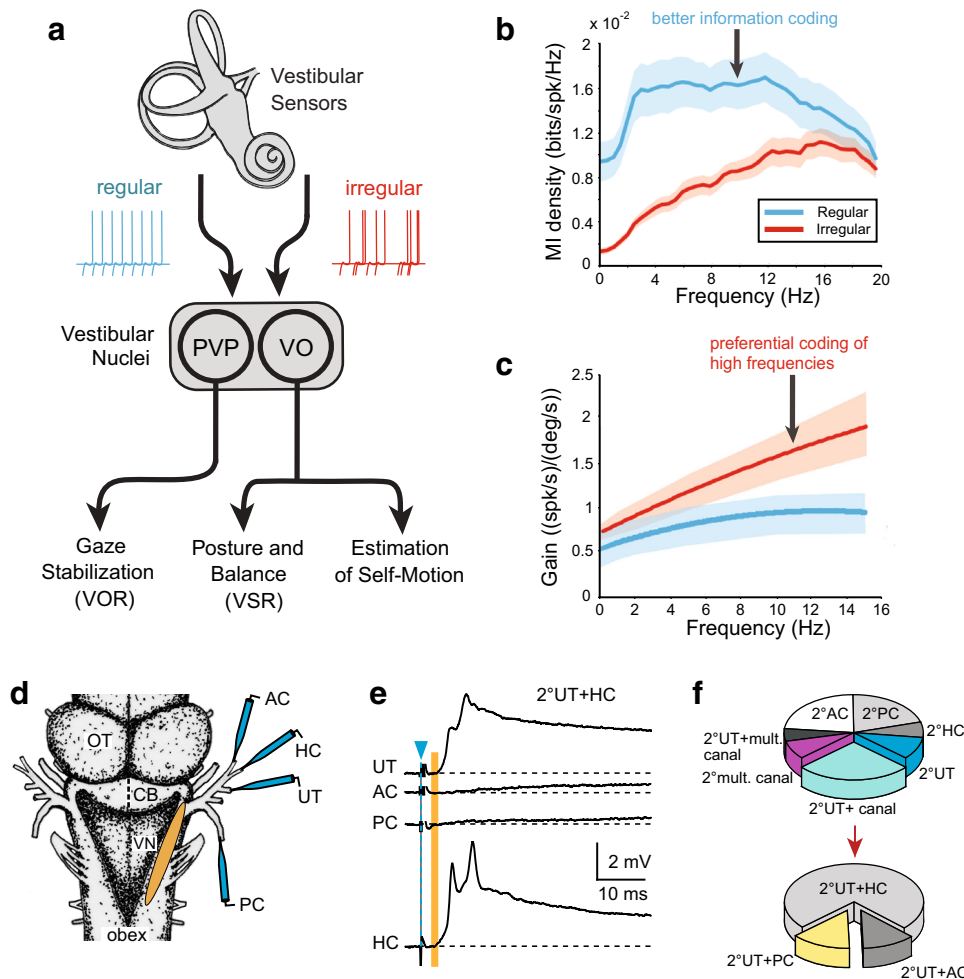 a
Vestibular
Sensors
regular
irregular
Vestibular
Nuclei
PVP
VO
Gaze
Stabilization
(VOR)
Posture and
Balance
(VSR)
Estimation
of Self-Motion
b
x 10-2
better information coding
2
1.6
1.2
0.8
0.4
0
MI density (bits/spk/Hz)
Regular
Irregular
0 4 8 12 16 20
Frequency (Hz)
c
preferential coding of
high frequencies
2.5
2
1.5
1
0.5
0
Gain ((spk/s)/(deg/s))
0 2 4 6 8 10 12 14 16
Frequency (Hz)
d
AC
HC
UT
PC
OT
CB
VN
obex
e
2°UT+HC
UT
AC
PC
HC
2 mV
10 ms
f
2°AC
2°PC
2°HC
2°UT
2°UT+ canal
2°mult. canal
2°UT+mult.
canal
2°UT+HC
2°UT+PC
2°UT+AC